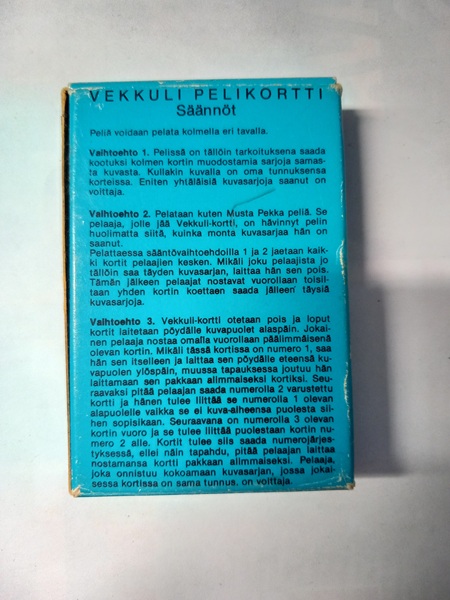 VEKKULI PELIKORTTI
Säännöt
Peliä voidaan pelata kolmella eri tavalla.
Vaihtoehto 1. Pelissä on tällöin tarkoituksena saada
kootuksi kolmen kortin muodostamia sarjoja samas-
ta kuvasta. Kullakin kuvalla on oma tunnuksensa
korteissa. Eniten yhtäläisiä kuvasarjoja saanut on
voittaja.
Vaihtoehto 2. Pelataan kuten Musta Pekka peliä. Se
pelaaja, jolle jää Vekkuli-kortti, on hävinnyt pelin
huolimatta siitä, kuinka monta kuvasarjaa hän on
saanut.
Pelattaessa sääntövaihtoehdoilla 1 ja 2 jaetaan kaik-
ki kortit pelaajien kesken. Mikäli joku pelaajista jo
tällöin saa täyden kuvasarjan, laittaa hän sen pois.
Tämän jälkeen pelaajat nostavat vuorollaan toisil-
taan yhden kortin koettaen saada jälleen täysiä
kuvasarjoja.
Vaihtoehto 3. Vekkuli-kortti otetaan pois ja loput
kortit laitetaan pöydälle kuvapuolet alaspäin. Jokai-
nen pelaaja nostaa omalla vuorollaan päälimmäisenä
olevan kortin. Mikäli tässä kortissa on numero 1, saa
hän sen itselleen ja laittaa sen pöydälle eteensä ku-
vapuolen ylöspäin, muussa tapauksessa joutuu hän
laittamaan sen pakkaan alimmaiseksi kortiksi. Seu-
raavaksi pitää pelaajan saada numerolla 2 varustettu
kortti ja hänen tulee liittää se numerolla 1 olevan
alapuolelle vaikka se ei kuva-aiheensa puolesta sii-
hen sopisikaan. Seuraavana on numerolla 3 olevan
kortin vuoro ja se tulee liittää puolestaan kortin nu-
mero 2 alle. Kortit tulee siis saada numerojärjes-
tyksessä, ellei näin tapahdu, pitää pelaajan laittaa
nostamansa kortti pakkaan alimmaiseksi. Pelaaja,
joka onnistuu kokoamaan kuvasarjan, jossa jokai-
sessa kortissa on sama tunnus, on voittaja.